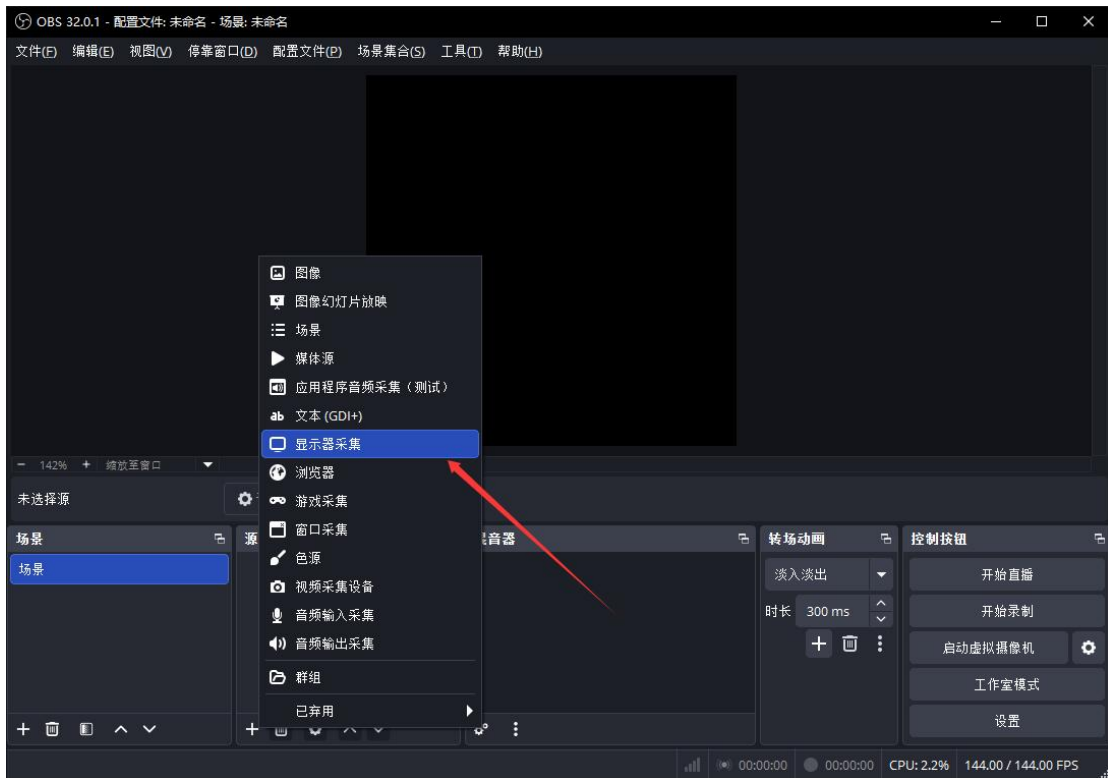 OBS 32.0.1 - 配置文件: 未命名 - 场景: 未命名
文件(F) 编辑(E) 视图(V) 停靠窗口(D) 配置文件(P) 场景集合(S) 工具(T) 帮助(H)
图像
图像幻灯片放映
场景
媒体源
应用程序音频采集（测试）
ab 文本 (GDI+)
显示器采集
浏览器
游戏采集
窗口采集
色源
视频采集设备
音频输入采集
音频输出采集
群组
已弃用
142% 缩放至窗口
未选择源
场景
场景
源
音器
转场动画
淡入淡出
时长 300 ms
控制按钮
开始直播
开始录制
启动虚拟摄像机
工作室模式
设置
00:00:00 00:00:00 CPU: 2.2% 144.00 / 144.00 FPS